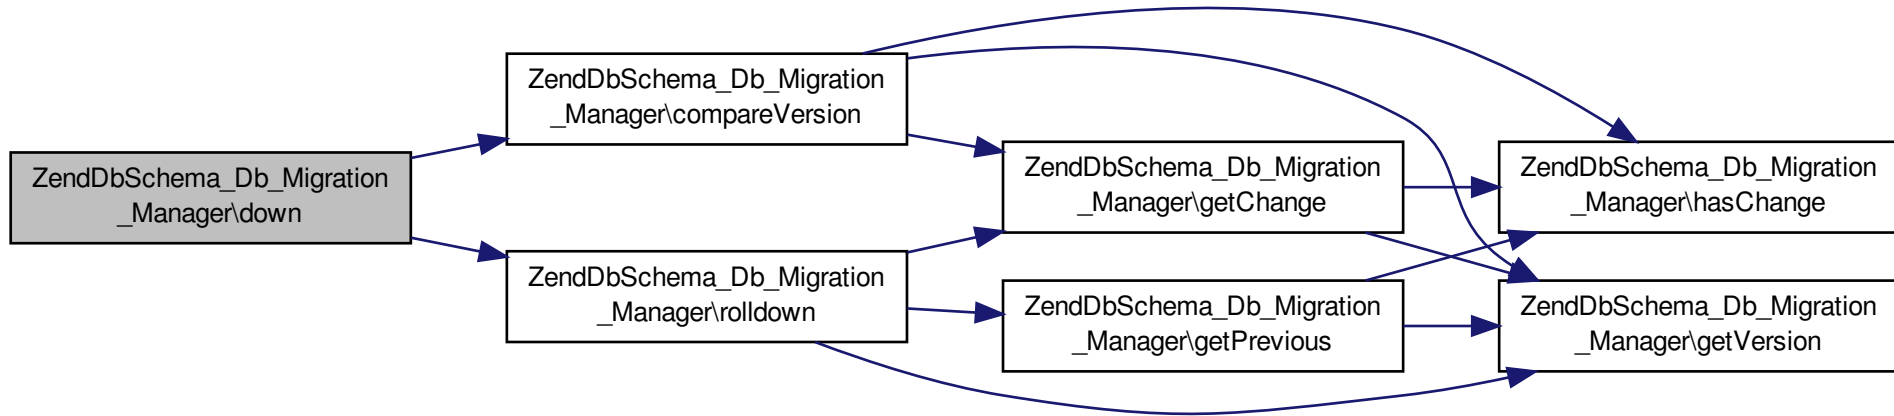 ZendDbSchema_Db_Migration
_Manager\down
ZendDbSchema_Db_Migration
_Manager\compareVersion
ZendDbSchema_Db_Migration
_Manager\rolldown
ZendDbSchema_Db_Migration
_Manager\getChange
ZendDbSchema_Db_Migration
_Manager\getPrevious
ZendDbSchema_Db_Migration
_Manager\hasChange
ZendDbSchema_Db_Migration
_Manager\getVersion